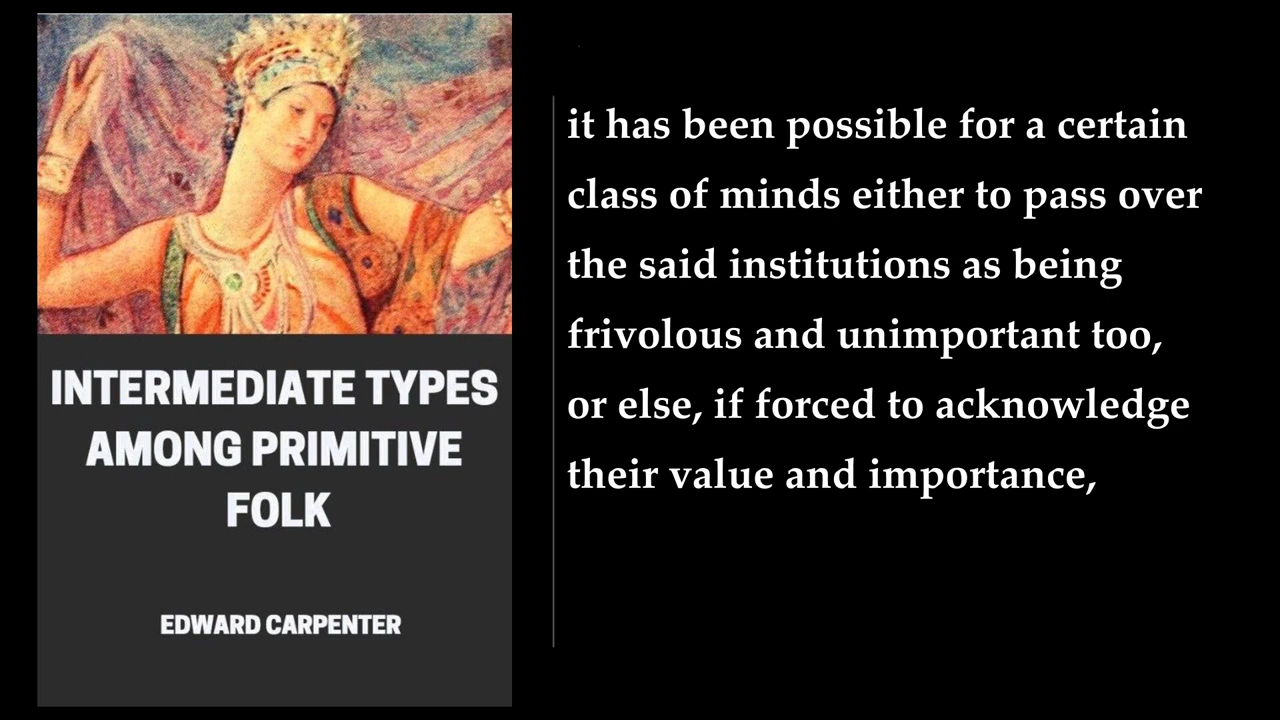 INTERMEDIATE TYPES
AMONG PRIMITIVE
FOLK
EDWARD CARPENTER
it has been possible for a certain
class of minds either to pass over
the said institutions as being
frivolous and unimportant too,
or else, if forced to acknowledge
their value and importance,